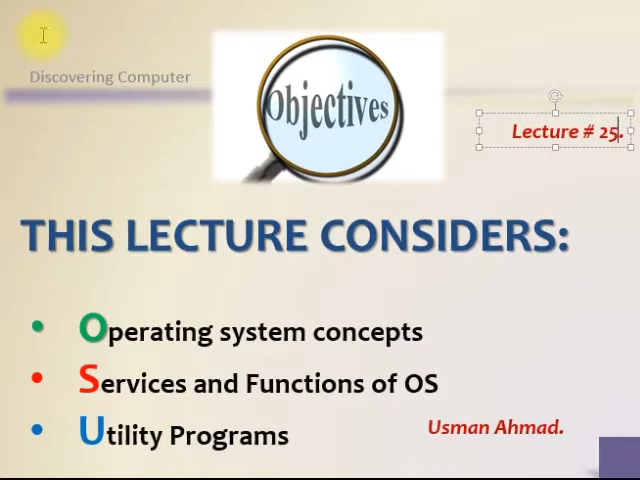 Discovering Computer
Objectives
Lecture # 25.
THIS LECTURE CONSIDERS:
• Operating system concepts
• Services and Functions of OS
• Utility Programs
Usman Ahmad.